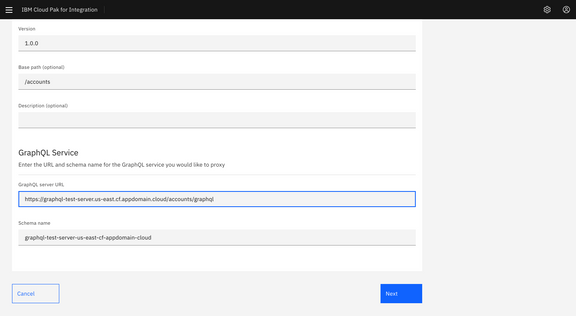 IBM Cloud Pak for Integration
Version
1.0.0
Base path (optional)
/accounts
Description (optional)
GraphQL Service
Enter the URL and schema name for the GraphQL service you would like to proxy
GraphQL server URL
https://graphql-test-server.us-east.cf.appdomain.cloud/accounts/graphql
Schema name
graphql-test-server-us-east-cf-appdomain-cloud
Cancel
Next